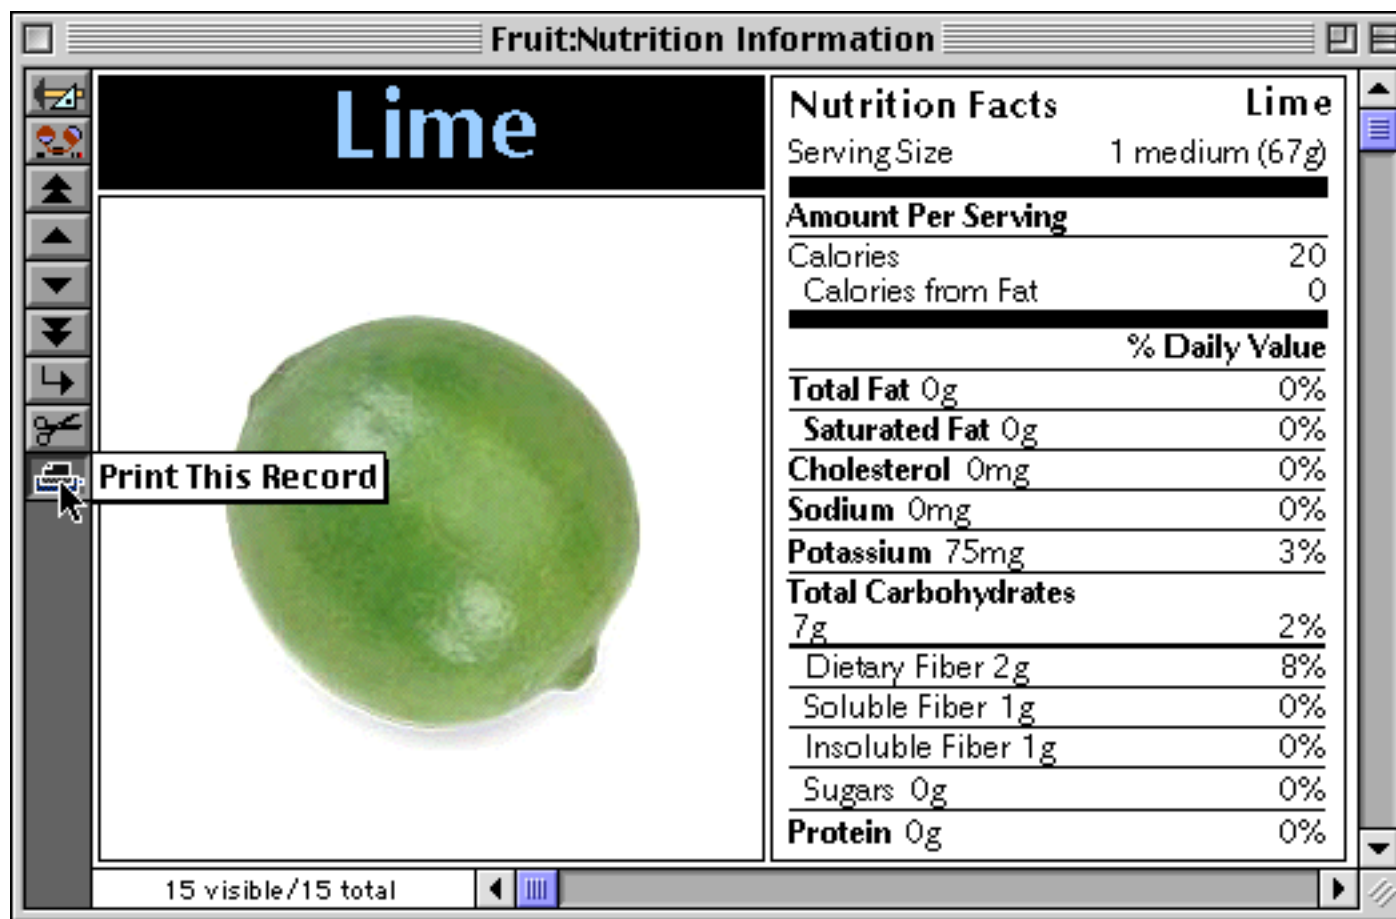 Fruit:Nutrition Information
Lime
Print This Record
Nutrition Facts Lime
Serving Size 1 medium (67g)
Amount Per Serving
Calories 20
Calories from Fat 0
% Daily Value
Total Fat 0g 0%
Saturated Fat 0g 0%
Cholesterol 0mg 0%
Sodium 0mg 0%
Potassium 75mg 3%
Total Carbohydrates
7g 2%
Dietary Fiber 2g 8%
Soluble Fiber 1g 0%
Insoluble Fiber 1g 0%
Sugars 0g 0%
Protein 0g 0%
15 visible/15 total